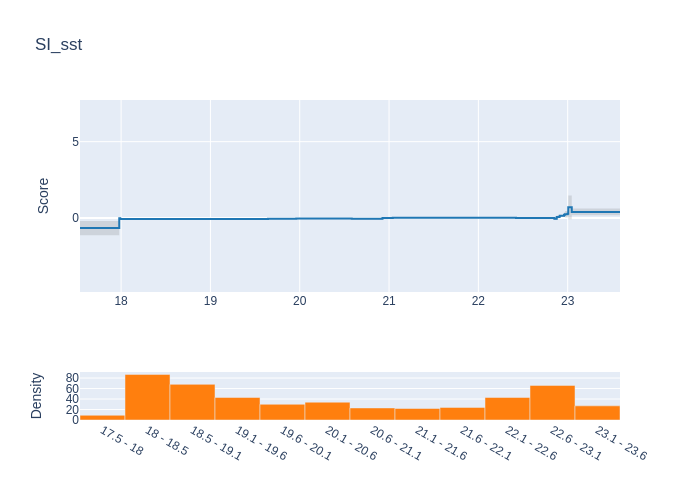 SI_sst
Score
5
0
18 19 20 21 22 23
Density
80
60
40
20
0
17.5 - 18
18 - 18.5
18.5 - 19.1
19.1 - 19.6
19.6 - 20.1
20.1 - 20.6
20.6 - 21.1
21.1 - 21.6
21.6 - 22.1
22.1 - 22.6
22.6 - 23.1
23.1 - 23.6